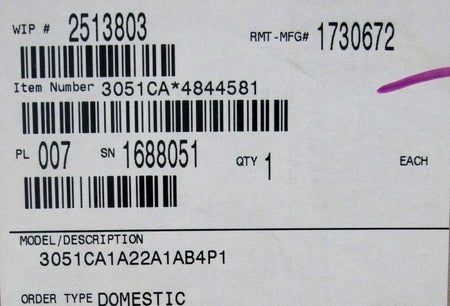 WIP # 2513803 RMT-MFG# 1730672
Item Number 3051CA*4844581
PL 007 SN 1688051 QTY 1 EACH
MODEL/DESCRIPTION
3051CA1A22A1AB4P1
ORDER TYPE DOMESTIC